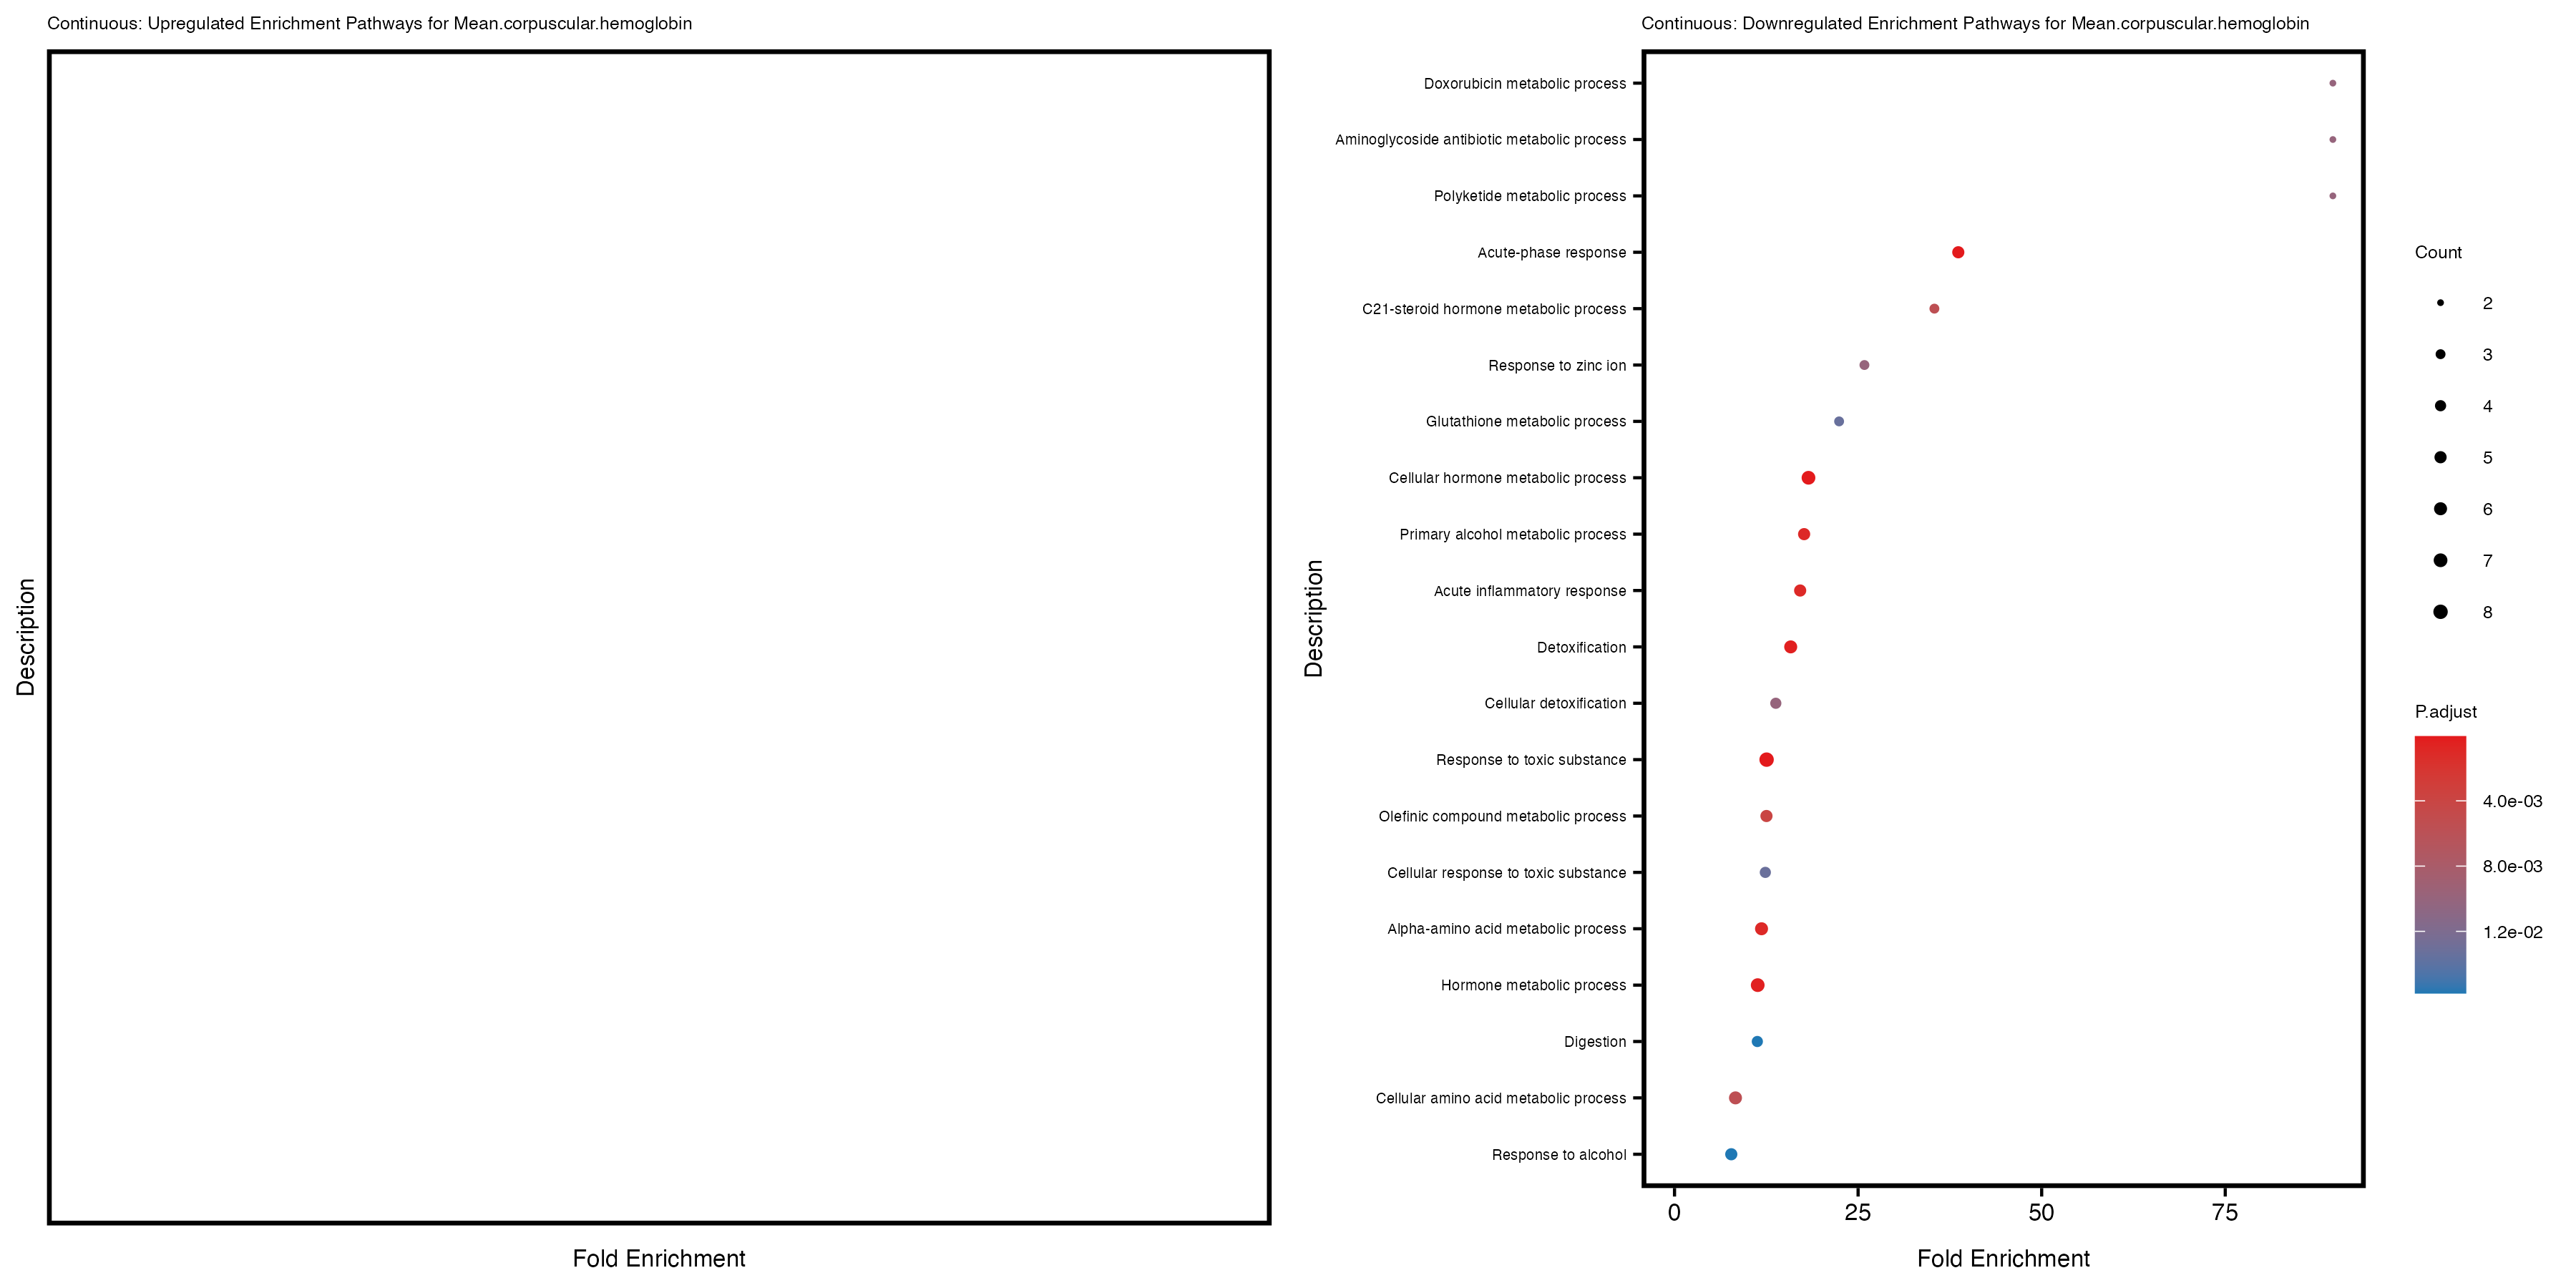 Continuous: Upregulated Enrichment Pathways for Mean.corpuscular.hemoglobin
Description
Fold Enrichment
Continuous: Downregulated Enrichment Pathways for Mean.corpuscular.hemoglobin
Description
Doxorubicin metabolic process
Aminoglycoside antibiotic metabolic process
Polyketide metabolic process
Acute-phase response
C21-steroid hormone metabolic process
Response to zinc ion
Glutathione metabolic process
Cellular hormone metabolic process
Primary alcohol metabolic process
Acute inflammatory response
Detoxification
Cellular detoxification
Response to toxic substance
Olefinic compound metabolic process
Cellular response to toxic substance
Alpha-amino acid metabolic process
Hormone metabolic process
Digestion
Cellular amino acid metabolic process
Response to alcohol
0 25 50 75
Fold Enrichment
Count
2
3
4
5
6
7
8
P.adjust
4.0e-03
8.0e-03
1.2e-02